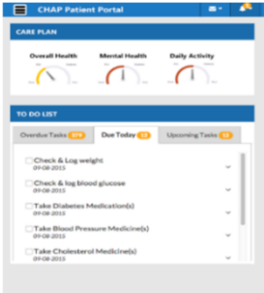 CHAP Patient Portal
CARE PLAN
Overall Health Mental Health Daily Activity
TO DO LIST
Overdue Tasks Due Today Upcoming Tasks
Check & Log weight
09-08-2015
Check & log blood glucose
09-08-2015
Take Diabetes Medication(s)
09-08-2015
Take Blood Pressure Medicine(s)
09-08-2015
Take Cholesterol Medicine(s)
09-08-2015